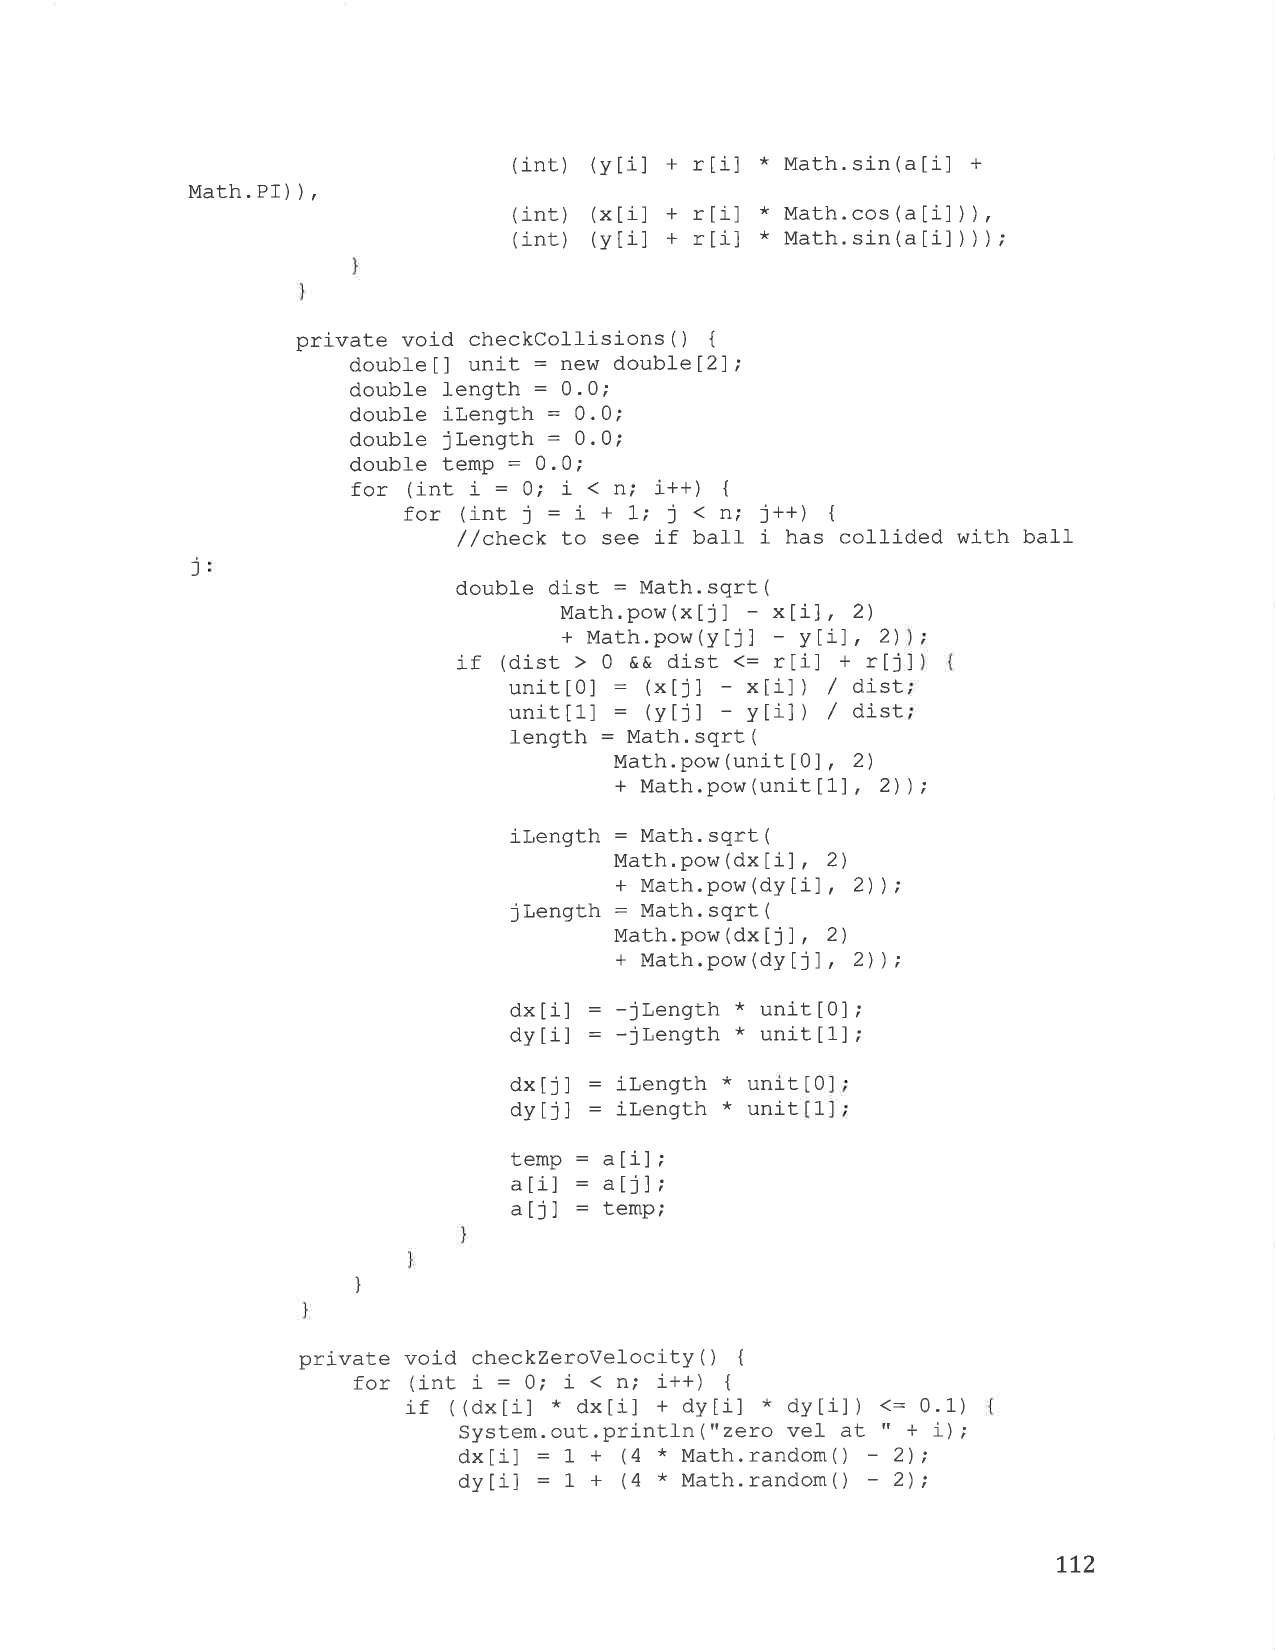 (int) (y[i] + r[i] * Math.sin(a[i] +
Math.PI)),
(int) (x[i] + r[i] * Math.cos(a[i])),
(int) (y[i] + r[i] * Math.sin(a[i])));
}
}
private void checkCollisions() {
double[] unit = new double[2];
double length = 0.0;
double iLength = 0.0;
double jLength = 0.0;
double temp = 0.0;
for (int i = 0; i < n; i++) {
for (int j = i + 1; j < n; j++) {
//check to see if ball i has collided with ball
j:
double dist = Math.sqrt(
Math.pow(x[j] - x[i], 2)
+ Math.pow(y[j] - y[i], 2));
if (dist > 0 && dist <= r[i] + r[j]) {
unit[0] = (x[j] - x[i]) / dist;
unit[1] = (y[j] - y[i]) / dist;
length = Math.sqrt(
Math.pow(unit[0], 2)
+ Math.pow(unit[1], 2));
iLength = Math.sqrt(
Math.pow(dx[i], 2)
+ Math.pow(dy[i], 2));
jLength = Math.sqrt(
Math.pow(dx[j], 2)
+ Math.pow(dy[j], 2));
dx[i] = -jLength * unit[0];
dy[i] = -jLength * unit[1];
dx[j] = iLength * unit[0];
dy[j] = iLength * unit[1];
temp = a[i];
a[i] = a[j];
a[j] = temp;
}
}
}
}
private void checkZeroVelocity() {
for (int i = 0; i < n; i++) {
if ((dx[i] * dx[i] + dy[i] * dy[i]) <= 0.1) {
System.out.println("zero vel at " + i);
dx[i] = 1 + (4 * Math.random() - 2);
dy[i] = 1 + (4 * Math.random() - 2);
112